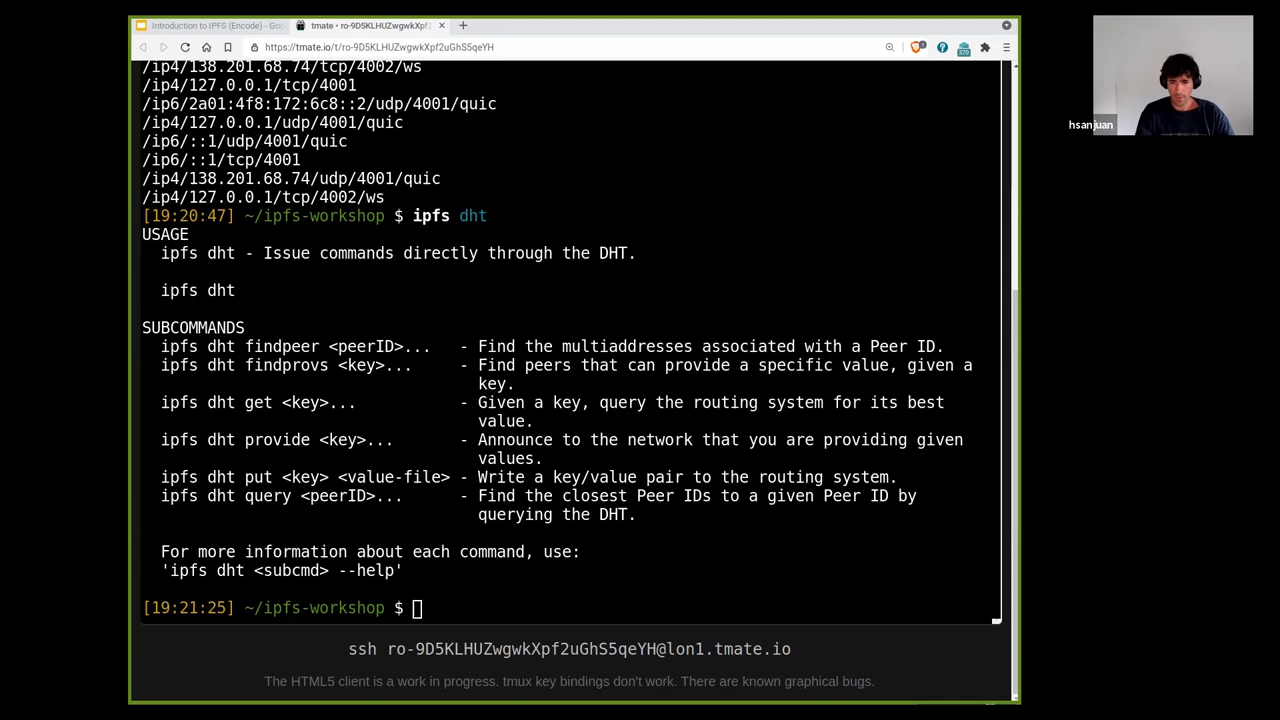 Introduction to IPFS (Encode) - Goo
tmate • ro-9D5KLHUZwgwkXpf2
https://tmate.io/t/ro-9D5KLHUZwgwkXpf2uGhS5qeYH
370
/ip4/138.201.68.74/tcp/4002/ws
/ip4/127.0.0.1/tcp/4001
/ip6/2a01:4f8:172:6c8::2/udp/4001/quic
/ip4/127.0.0.1/udp/4001/quic
/ip6/::1/udp/4001/quic
/ip6/::1/tcp/4001
/ip4/138.201.68.74/udp/4001/quic
/ip4/127.0.0.1/tcp/4002/ws
[19:20:47] ~/ipfs-workshop $ ipfs dht
USAGE
ipfs dht - Issue commands directly through the DHT.
ipfs dht
SUBCOMMANDS
ipfs dht findpeer <peerID>... - Find the multiaddresses associated with a Peer ID.
ipfs dht findprovs <key>... - Find peers that can provide a specific value, given a
key.
ipfs dht get <key>... - Given a key, query the routing system for its best
value.
ipfs dht provide <key>... - Announce to the network that you are providing given
values.
ipfs dht put <key> <value-file> - Write a key/value pair to the routing system.
ipfs dht query <peerID>... - Find the closest Peer IDs to a given Peer ID by
querying the DHT.
For more information about each command, use:
'ipfs dht <subcmd> --help'
[19:21:25] ~/ipfs-workshop $
ssh ro-9D5KLHUZwgwkXpf2uGhS5qeYH@lon1.tmate.io
The HTML5 client is a work in progress. tmux key bindings don't work. There are known graphical bugs.
hsanjuan